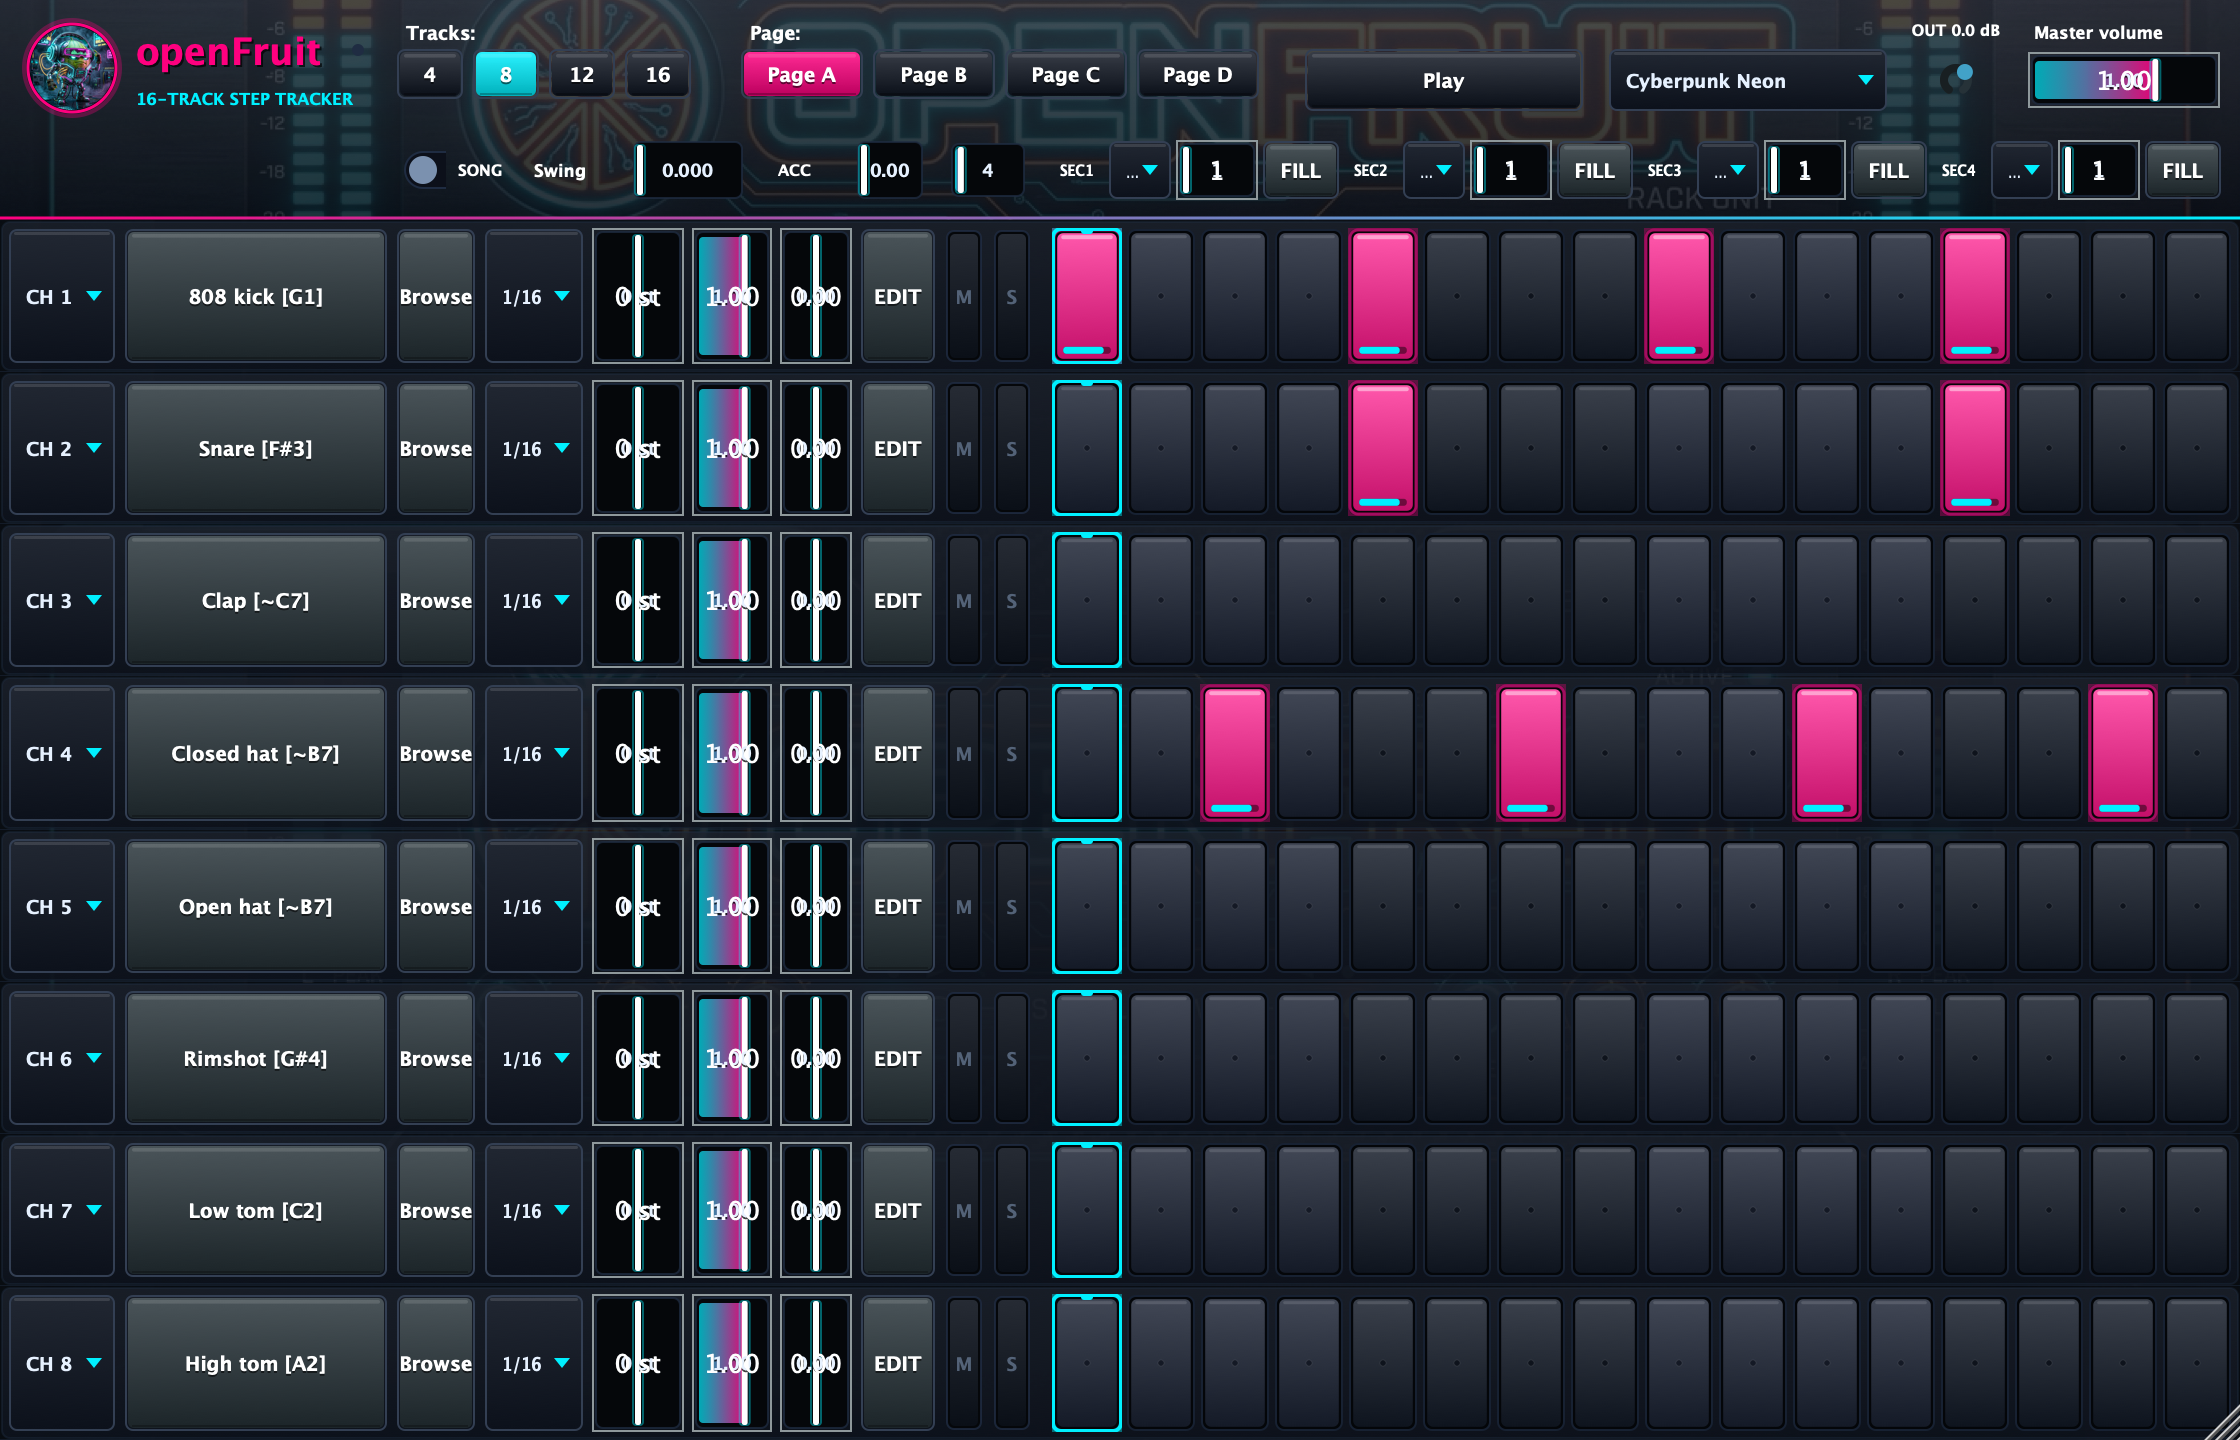 openFruit
16-TRACK STEP TRACKER
Tracks:
4 8 12 16
Page:
Page A Page B Page C Page D
Play
Cyberpunk Neon
OUT 0.0 dB
Master volume
1.00
SONG Swing 0.000 ACC 0.00 4 SEC1 ... 1 FILL SEC2 ... 1 FILL SEC3 ... 1 FILL SEC4 ... 1 FILL
CH 1 808 kick [G1] Browse 1/16 0 st 1.00 0.00 EDIT M S
CH 2 Snare [F#3] Browse 1/16 0 st 1.00 0.00 EDIT M S
CH 3 Clap [~C7] Browse 1/16 0 st 1.00 0.00 EDIT M S
CH 4 Closed hat [~B7] Browse 1/16 0 st 1.00 0.00 EDIT M S
CH 5 Open hat [~B7] Browse 1/16 0 st 1.00 0.00 EDIT M S
CH 6 Rimshot [G#4] Browse 1/16 0 st 1.00 0.00 EDIT M S
CH 7 Low tom [C2] Browse 1/16 0 st 1.00 0.00 EDIT M S
CH 8 High tom [A2] Browse 1/16 0 st 1.00 0.00 EDIT M S